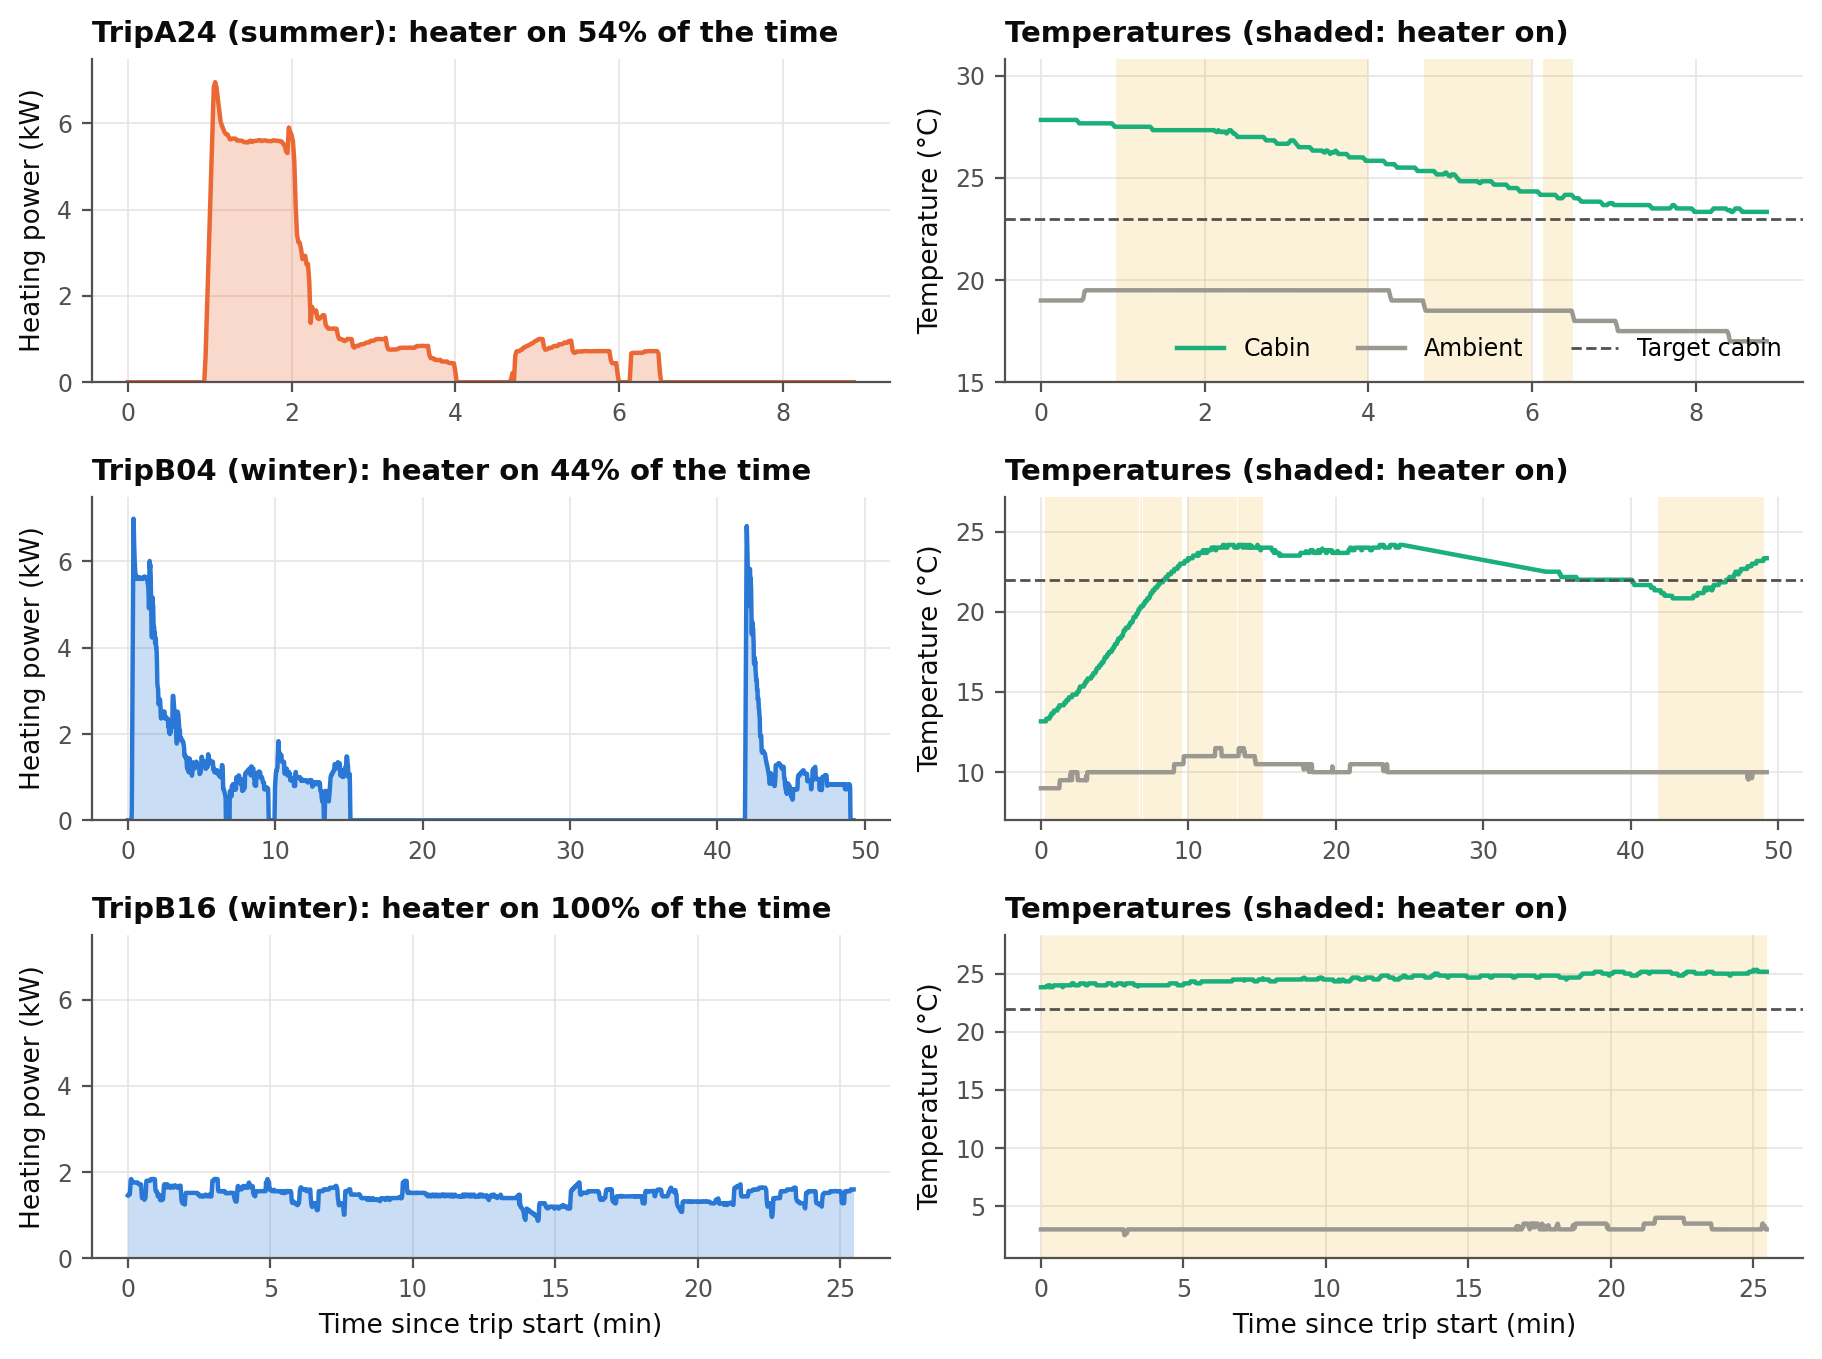 TripA24 (summer): heater on 54% of the time
Temperatures (shaded: heater on)
Heating power (kW)
6
4
2
0
0 2 4 6 8
Temperature (°C)
30
25
20
15
Cabin Ambient Target cabin
0 2 4 6 8
TripB04 (winter): heater on 44% of the time
Temperatures (shaded: heater on)
Heating power (kW)
6
4
2
0
0 10 20 30 40 50
Temperature (°C)
25
20
15
10
0 10 20 30 40 50
TripB16 (winter): heater on 100% of the time
Temperatures (shaded: heater on)
Heating power (kW)
6
4
2
0
0 5 10 15 20 25
Time since trip start (min)
Temperature (°C)
25
20
15
10
5
0 5 10 15 20 25
Time since trip start (min)